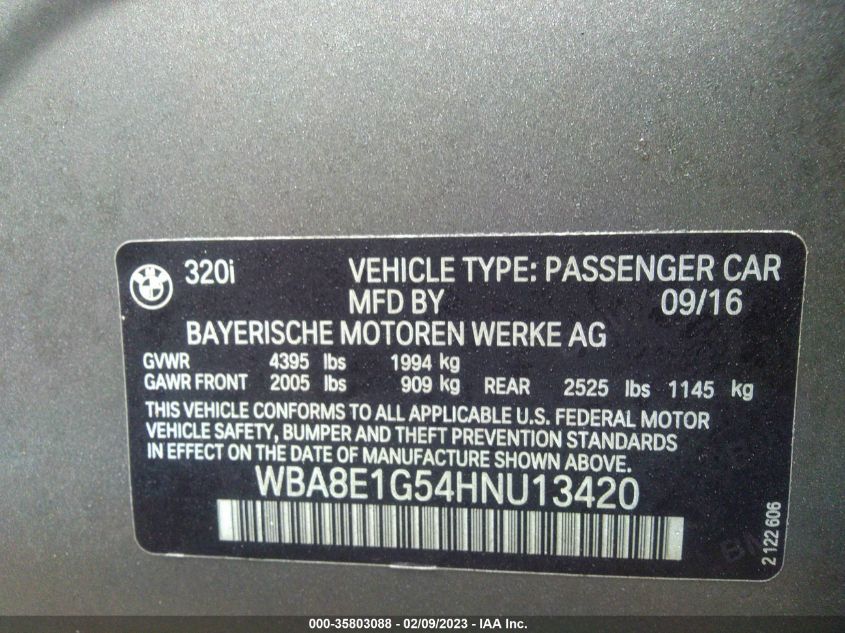 320i VEHICLE TYPE: PASSENGER CAR
MFD BY 09/16
BAYERISCHE MOTOREN WERKE AG
GVWR 4395 lbs 1994 kg
GAWR FRONT 2005 lbs 909 kg REAR 2525 lbs 1145 kg
THIS VEHICLE CONFORMS TO ALL APPLICABLE U.S. FEDERAL MOTOR
VEHICLE SAFETY, BUMPER AND THEFT PREVENTION STANDARDS
IN EFFECT ON THE DATE OF MANUFACTURE SHOWN ABOVE.
WBA8E1G54HNU13420
2 122 606
000-35803088 - 02/09/2023 - IAA Inc.